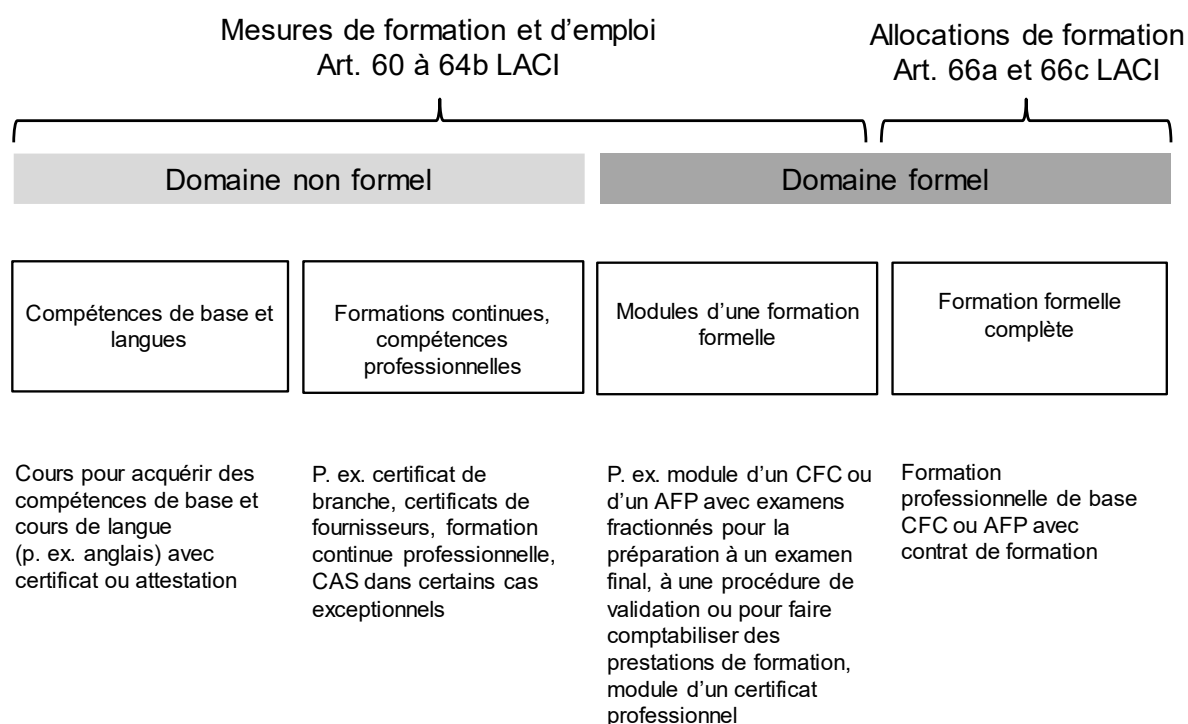 Mesures de formation et d’emploi
Art. 60 à 64b LACI
Allocations de formation
Art. 66a et 66c LACI
Domaine non formel
Domaine formel
Compétences de base et
langues
Formations continues,
compétences
professionnelles
Modules d’une formation
formelle
Formation formelle
complète
Cours pour acquérir des
compétences de base et
cours de langue
(p. ex. anglais) avec
certificat ou attestation
P. ex. certificat de
branche, certificats de
fournisseurs, formation
continue professionnelle,
CAS dans certains cas
exceptionnels
P. ex. module d’un CFC ou
d’un AFP avec examens
fractionnés pour la
préparation à un examen
final, à une procédure de
validation ou pour faire
comptabiliser des
prestations de formation,
module d’un certificat
professionnel
Formation
professionnelle de base
CFC ou AFP avec
contrat de formation